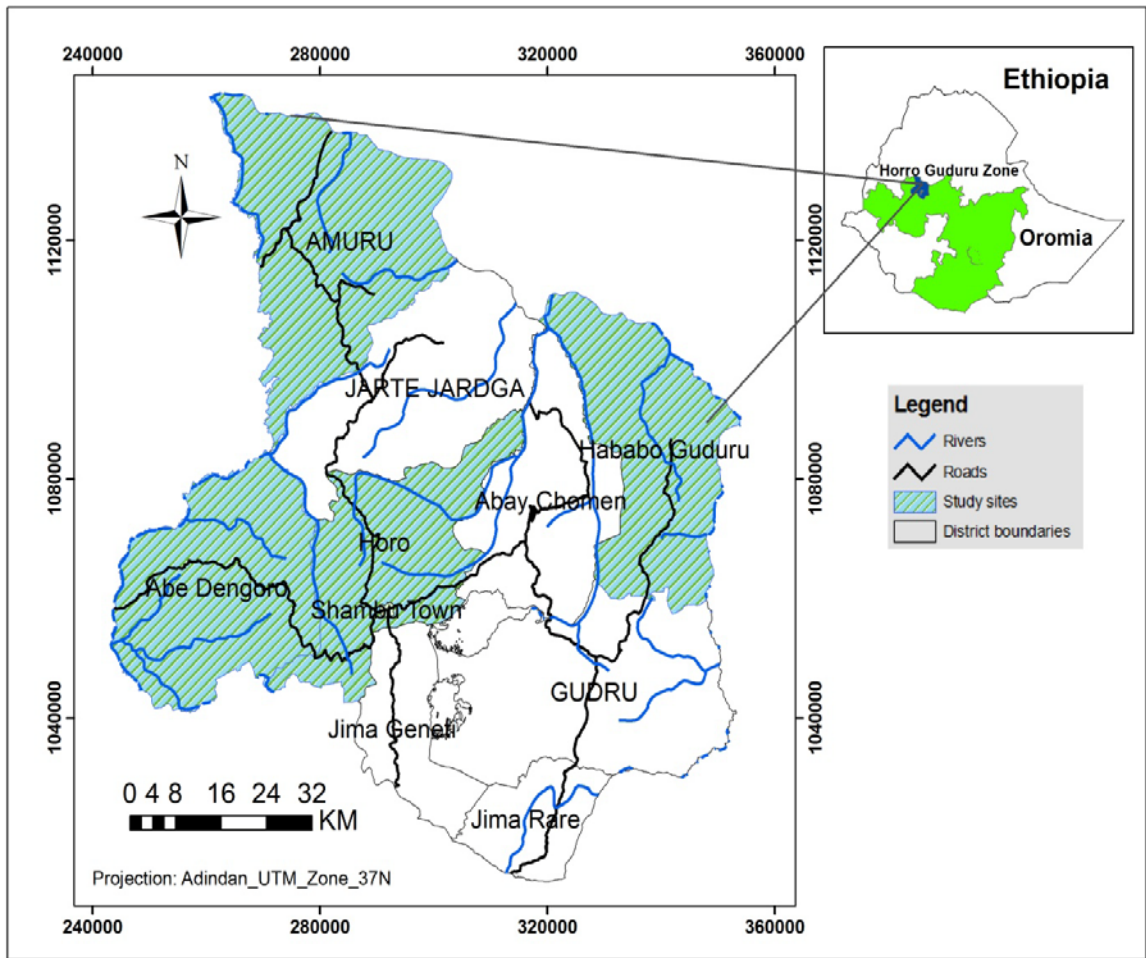 240000 280000 320000 360000
Ethiopia
Horro Guduru Zone
Oromia
N
1120000 1120000
AMURU
JARTE JARDGA
Legend
Rivers
Roads
Study sites
District boundaries
Hababo Guduru
1080000 1080000
Abay Chomen
Horo
Abe Dengoro
Shambu Town
GUDRU
1040000 1040000
Jima Geneti
0 4 8 16 24 32
KM
Jima Rare
Projection: Adindan_UTM_Zone_37N
240000 280000 320000 360000